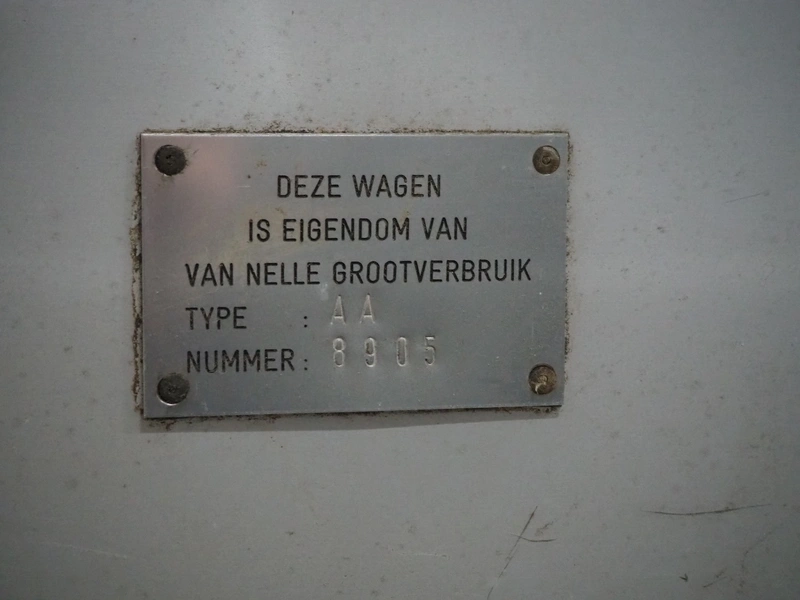 DEZE WAGEN
IS EIGENDOM VAN
VAN NELLE GROOTVERBRUIK
TYPE : AA
NUMMER : 8905